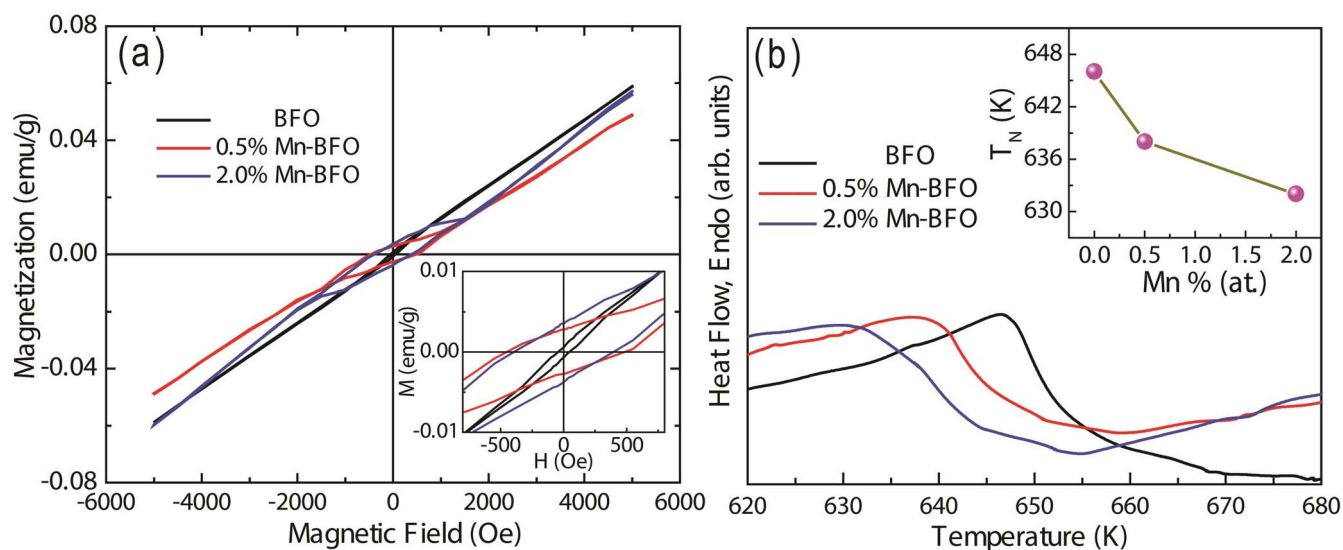 (a)
Magnetization (emu/g)
0.08
0.04
0.00
-0.04
-0.08
BFO
0.5% Mn-BFO
2.0% Mn-BFO
M (emu/g)
0.01
0.00
-0.01
-500 0 500
H (Oe)
-6000 -4000 -2000 0 2000 4000 6000
Magnetic Field (Oe)
(b)
Heat Flow, Endo (arb. units)
BFO
0.5% Mn-BFO
2.0% Mn-BFO
T_N (K)
648
642
636
630
0.0 0.5 1.0 1.5 2.0
Mn % (at.)
620 630 640 650 660 670 680
Temperature (K)